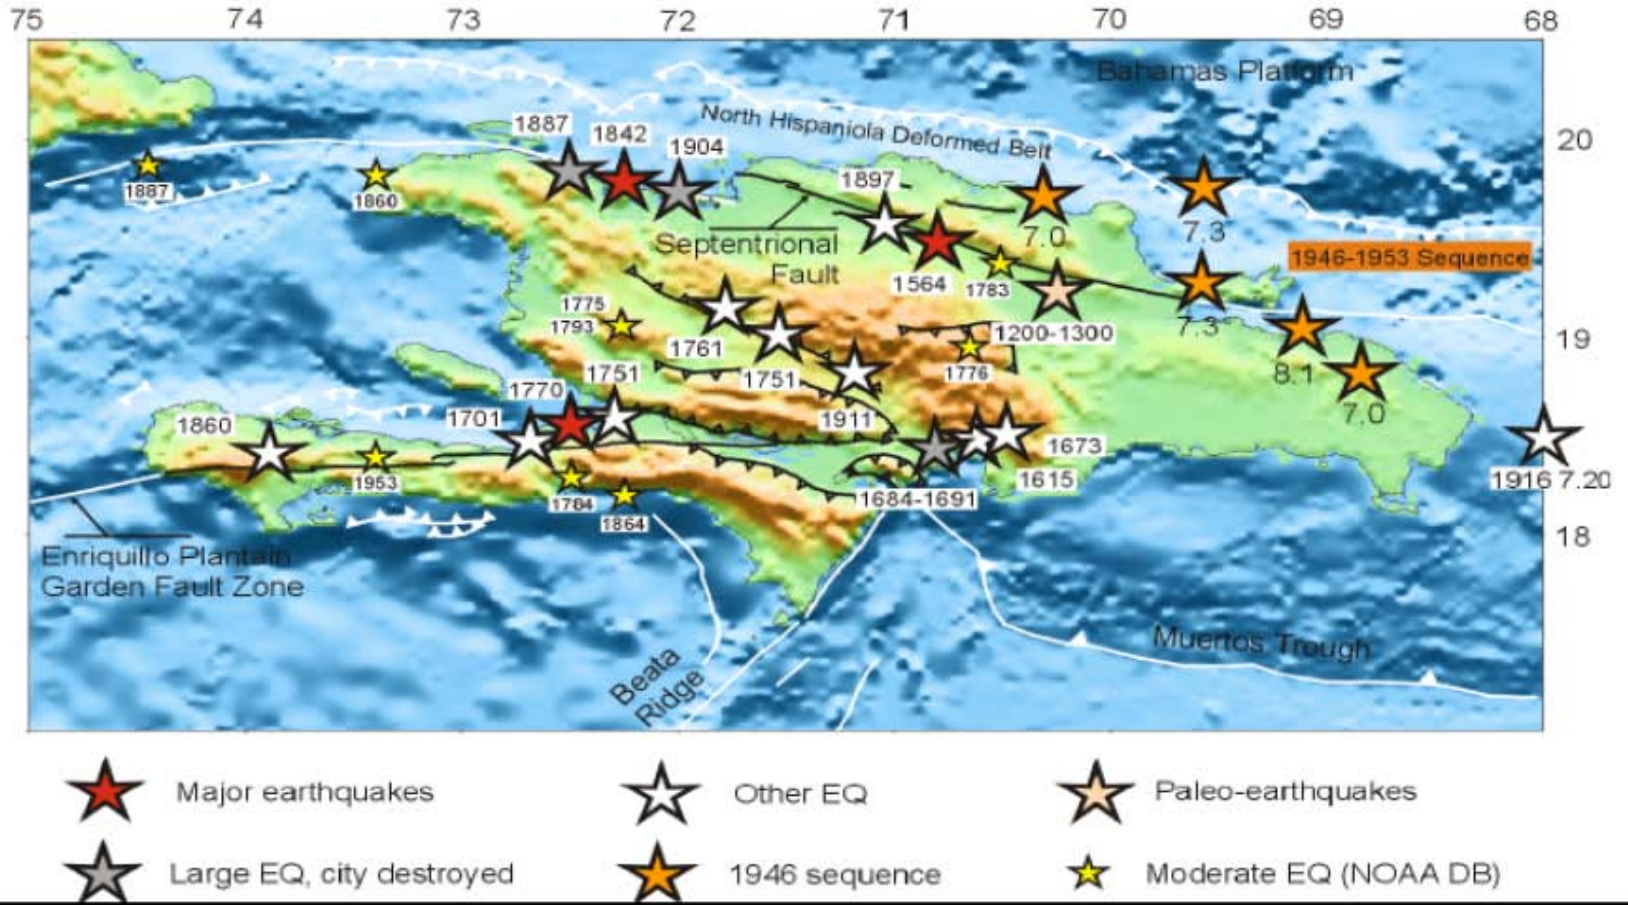 75 74 73 72 71 70 69 68
Bahamas Platform
North Hispaniola Deformed Belt
20
1887
1842
1904
1887
1860
1897
Septentrional
Fault
7.0
7.3
1946-1953 Sequence
1564
1783
1775
1793
7.3
1200-1300
19
1761
1751
1751
1776
8.1
1770
1701
1911
7.0
1860
1673
1953
1615
1916 7.20
1784
1684-1691
1864
18
Enriquillo Plantain
Garden Fault Zone
Beata
Ridge
Muertos Trough
Major earthquakes
Other EQ
Paleo-earthquakes
Large EQ, city destroyed
1946 sequence
Moderate EQ (NOAA DB)